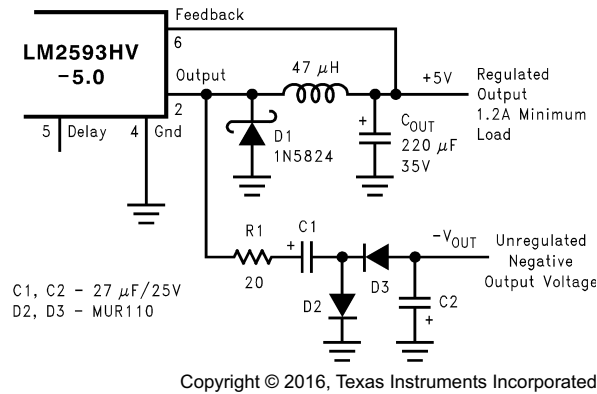 Feedback
6
LM2593HV
-5.0
Output
2
47 μH
+5V
Regulated
Output
1.2A Minimum
Load
5 Delay 4 Gnd
D1
1N5824
+
COUT
220 μF
35V
R1
20
+
C1
D2
D3
-VOUT
Unregulated
Negative
Output Voltage
C2
+
C1, C2 - 27 μF/25V
D2, D3 - MUR110
Copyright © 2016, Texas Instruments Incorporated